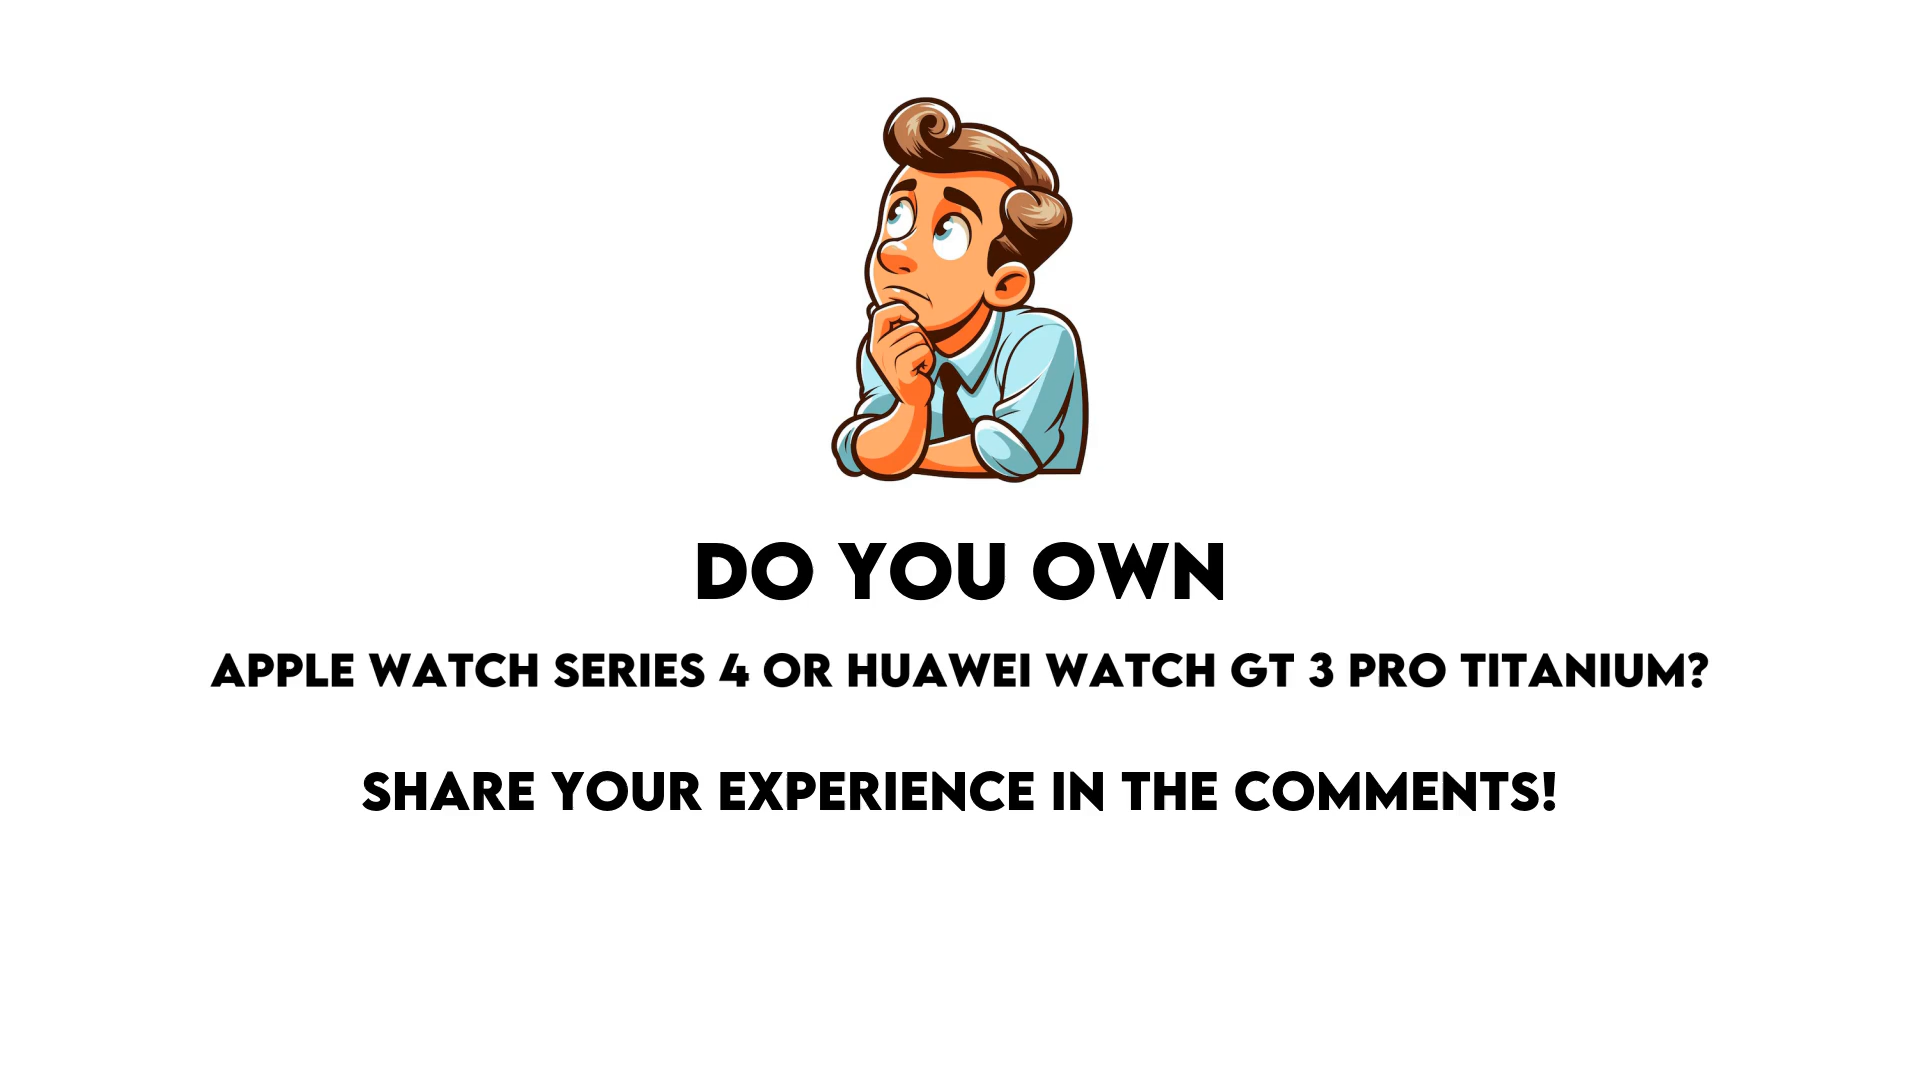 DO YOU OWN
APPLE WATCH SERIES 4 OR HUAWEI WATCH GT 3 PRO TITANIUM?
SHARE YOUR EXPERIENCE IN THE COMMENTS!